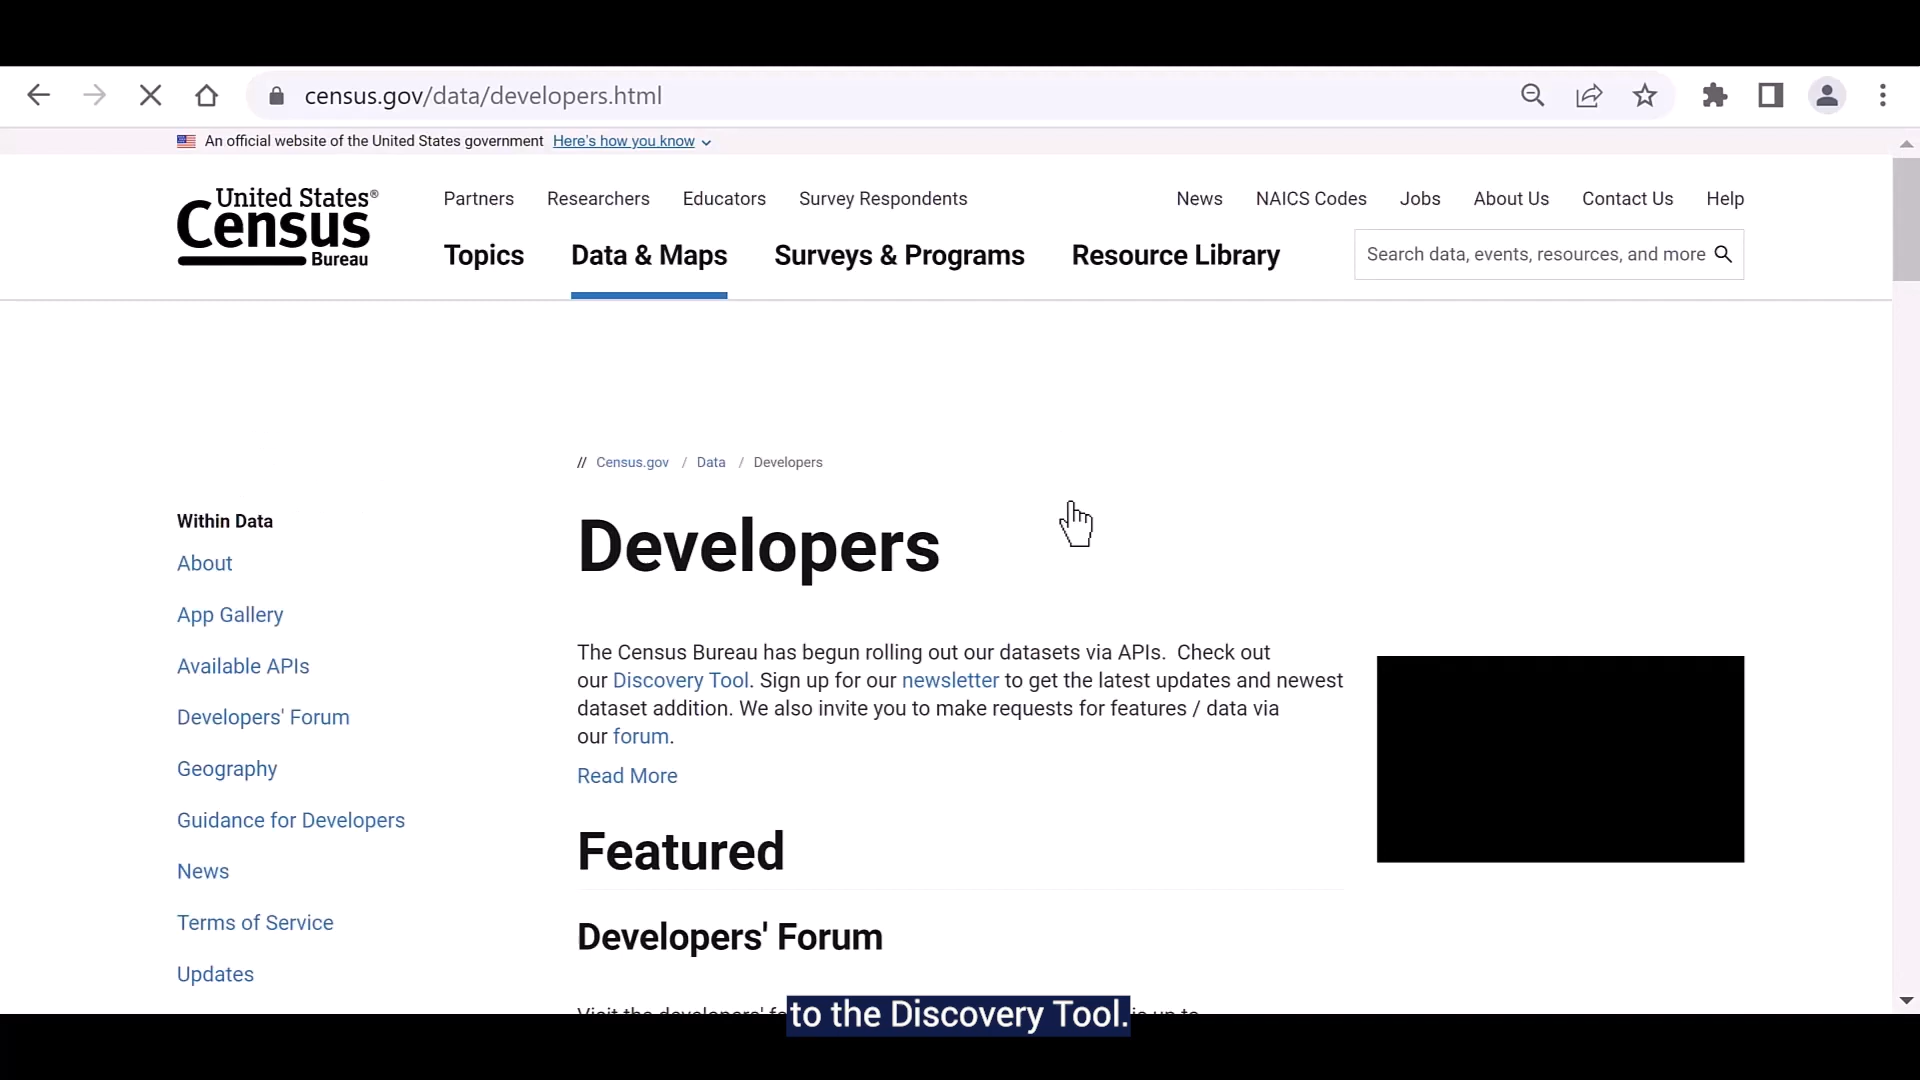 census.gov/data/developers.html
An official website of the United States government Here's how you know
United States®
Census
Bureau
Partners Researchers Educators Survey Respondents
News NAICS Codes Jobs About Us Contact Us Help
Topics Data & Maps Surveys & Programs Resource Library
Search data, events, resources, and more
// Census.gov / Data / Developers
Within Data
About
App Gallery
Available APIs
Developers' Forum
Geography
Guidance for Developers
News
Terms of Service
Updates
Developers
The Census Bureau has begun rolling out our datasets via APIs. Check out
our Discovery Tool. Sign up for our newsletter to get the latest updates and newest
dataset addition. We also invite you to make requests for features / data via
our forum.
Read More
Featured
Developers' Forum
Visit the developers'
to the Discovery Tool.